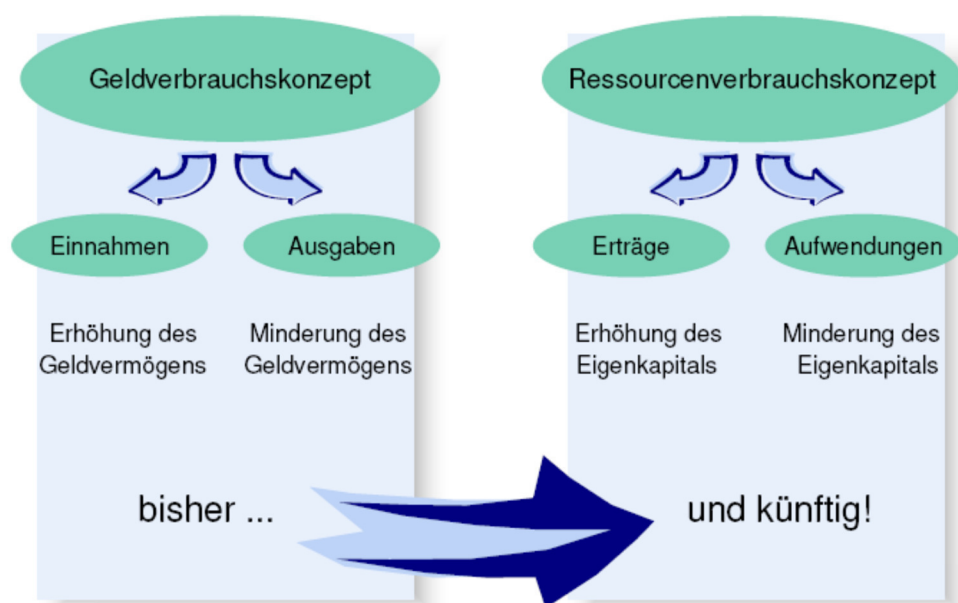 Geldverbrauchskonzept
Einnahmen
Ausgaben
Erhöhung des
Geldvermögens
Minderung des
Geldvermögens
bisher ...
Ressourcenverbrauchskonzept
Erträge
Aufwendungen
Erhöhung des
Eigenkapitals
Minderung des
Eigenkapitals
und künftig!